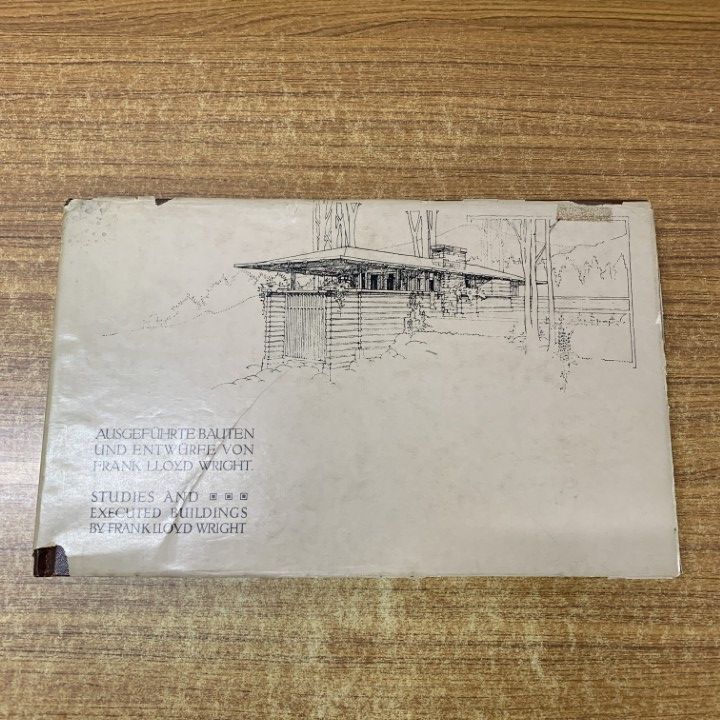 AUSGEFÜHRTE BAUTEN
UND ENTWÜRFE VON
FRANK LLOYD WRIGHT.
STUDIES AND
EXECUTED BUILDINGS
BY FRANK LLOYD WRIGHT